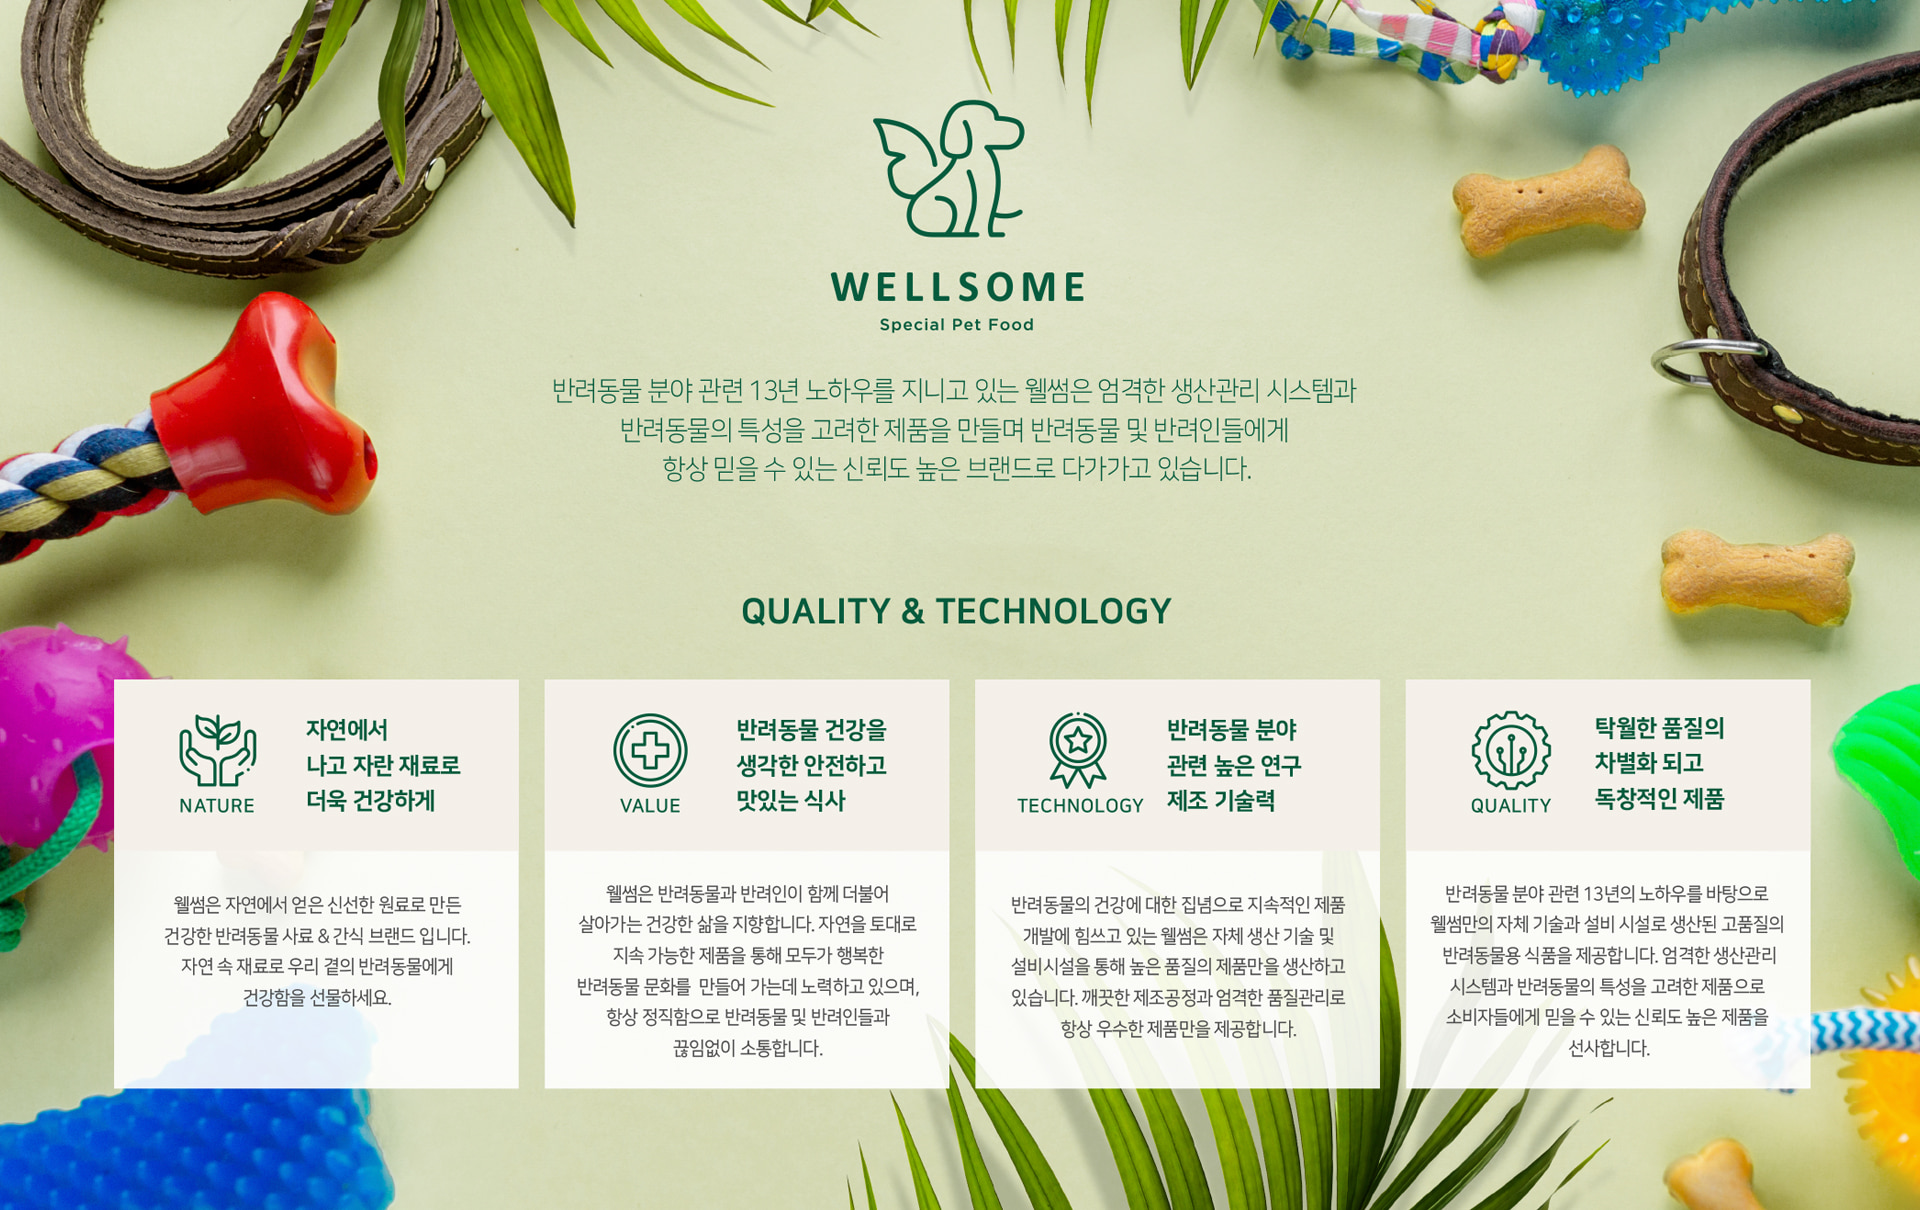 WELLSOME
Special Pet Food
반려동물 분야 관련 13년 노하우를 지니고 있는 웰썸은 엄격한 생산관리 시스템과
반려동물의 특성을 고려한 제품을 만들며 반려동물 및 반려인들에게
항상 믿을 수 있는 신뢰도 높은 브랜드로 다가가고 있습니다.
QUALITY & TECHNOLOGY
NATURE
자연에서
나고 자란 재료로
더욱 건강하게
웰썸은 자연에서 얻은 신선한 원료로 만든
건강한 반려동물 사료 & 간식 브랜드 입니다.
자연 속 재료로 우리 곁의 반려동물에게
건강함을 선물하세요.
VALUE
반려동물 건강을
생각한 안전하고
맛있는 식사
웰썸은 반려동물과 반려인이 함께 더불어
살아가는 건강한 삶을 지향합니다. 자연을 토대로
지속 가능한 제품을 통해 모두가 행복한
반려동물 문화를 만들어 가는데 노력하고 있으며,
항상 정직함으로 반려동물 및 반려인들과
끊임없이 소통합니다.
TECHNOLOGY
반려동물 분야
관련 높은 연구
제조 기술력
반려동물의 건강에 대한 집념으로 지속적인 제품
개발에 힘쓰고 있는 웰썸은 자체 생산 기술 및
설비시설을 통해 높은 품질의 제품만을 생산하고
있습니다. 깨끗한 제조공정과 엄격한 품질관리로
항상 우수한 제품만을 제공합니다.
QUALITY
탁월한 품질의
차별화 되고
독창적인 제품
반려동물 분야 관련 13년의 노하우를 바탕으로
웰썸만의 자체 기술과 설비 시설로 생산된 고품질의
반려동물용 식품을 제공합니다. 엄격한 생산관리
시스템과 반려동물의 특성을 고려한 제품으로
소비자들에게 믿을 수 있는 신뢰도 높은 제품을
선사합니다.